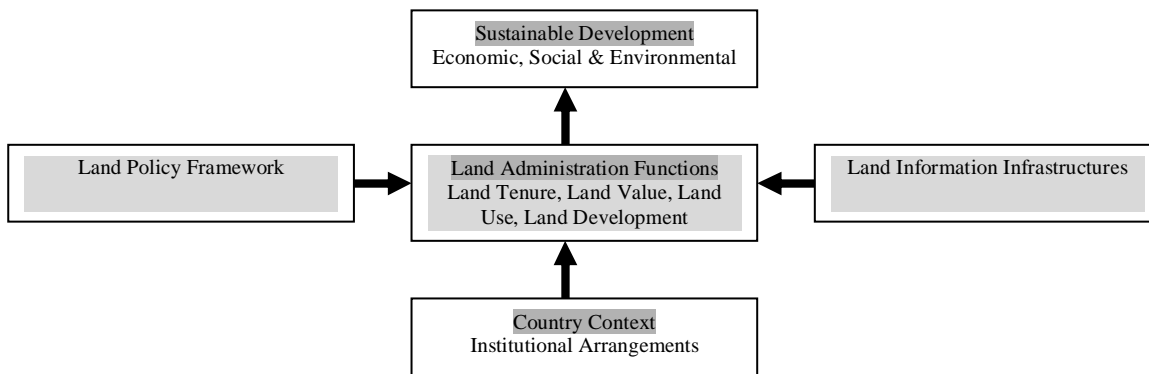 Sustainable Development
Economic, Social & Environmental
Land Policy Framework
Land Administration Functions
Land Tenure, Land Value, Land
Use, Land Development
Land Information Infrastructures
Country Context
Institutional Arrangements